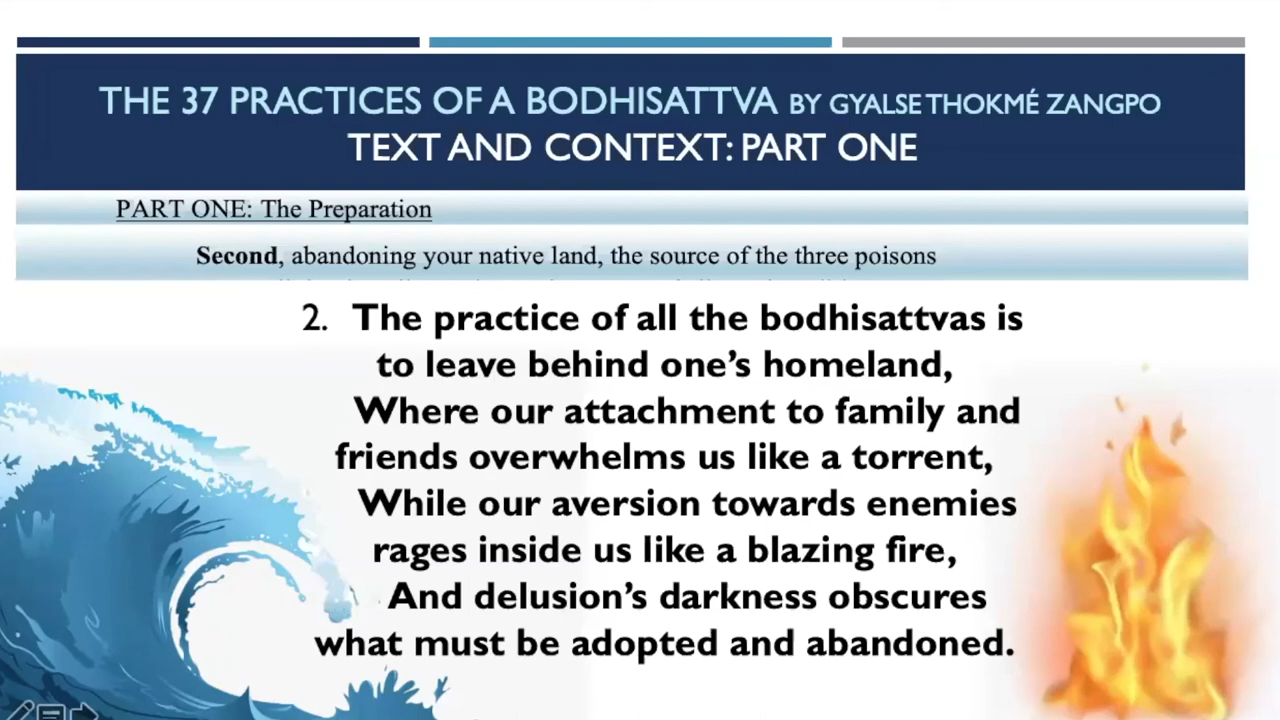 THE 37 PRACTICES OF A BODHISATTVA BY GYALSE THOKMÉ ZANGPO
TEXT AND CONTEXT: PART ONE
PART ONE: The Preparation
Second, abandoning your native land, the source of the three poisons
2. The practice of all the bodhisattvas is
to leave behind one’s homeland,
Where our attachment to family and
friends overwhelms us like a torrent,
While our aversion towards enemies
rages inside us like a blazing fire,
And delusion’s darkness obscures
what must be adopted and abandoned.